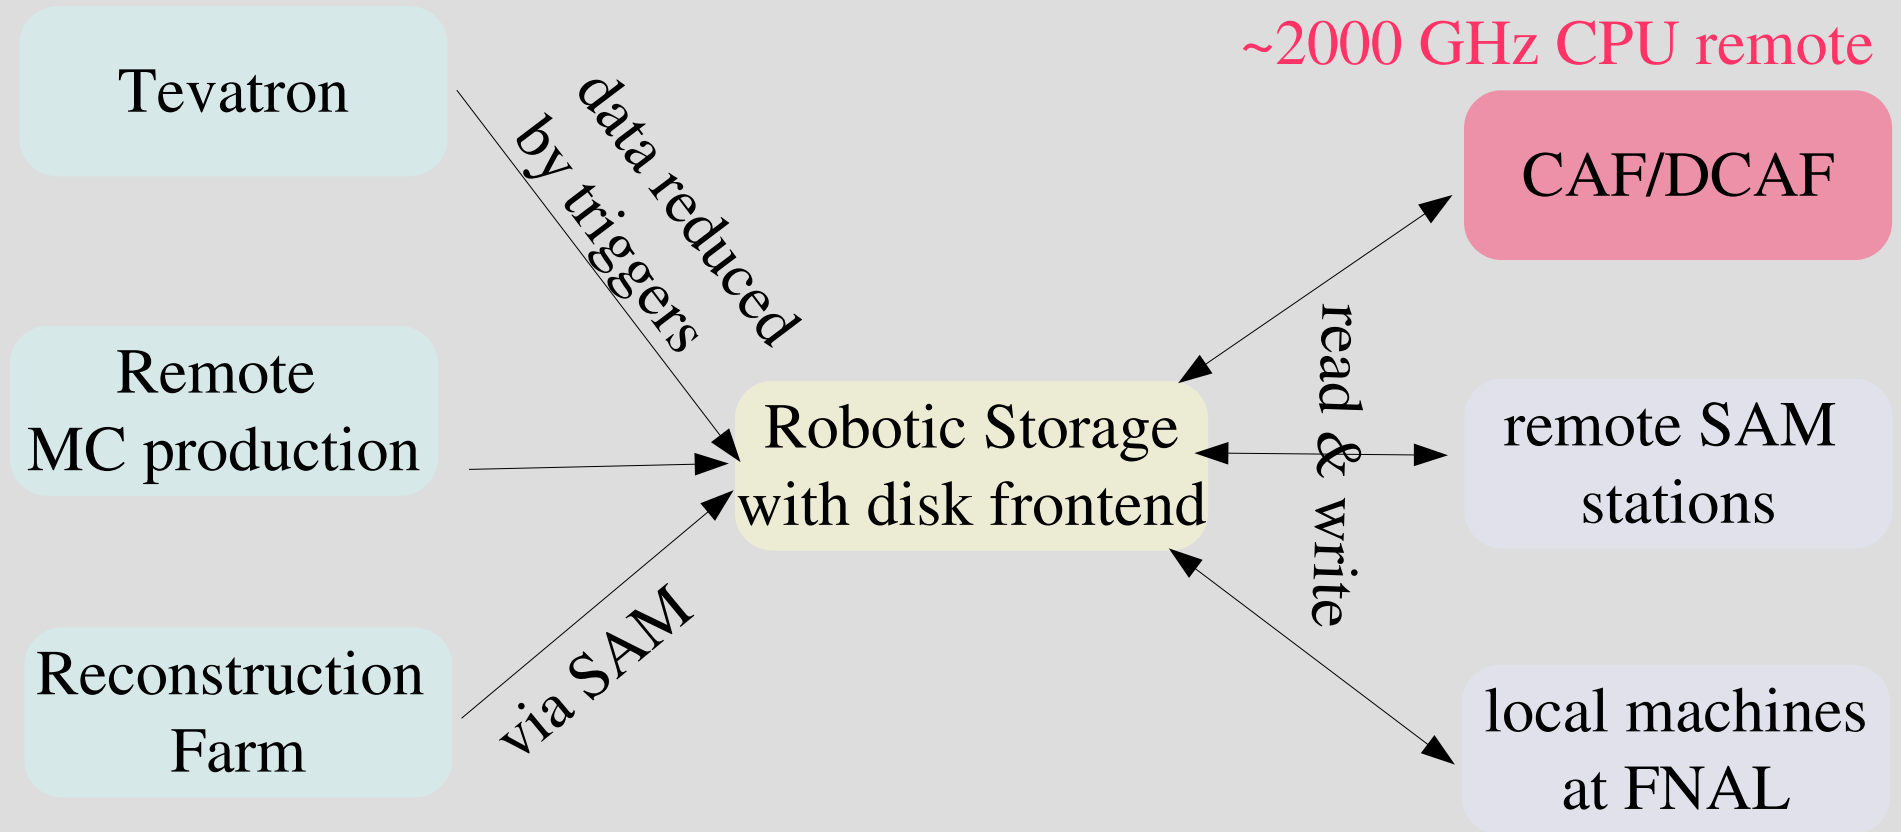 Tevatron
data reduced
by triggers
~2000 GHz CPU remote
CAF/DCAF
Remote
MC production
Robotic Storage
with disk frontend
read & write
remote SAM
stations
Reconstruction
Farm
via SAM
local machines
at FNAL